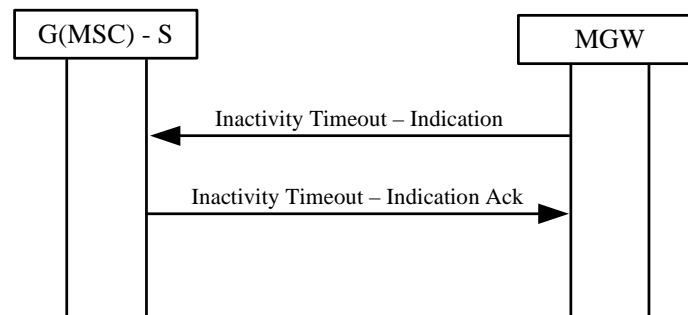 G(MSC) - S
MGW
Inactivity Timeout – Indication
Inactivity Timeout – Indication Ack